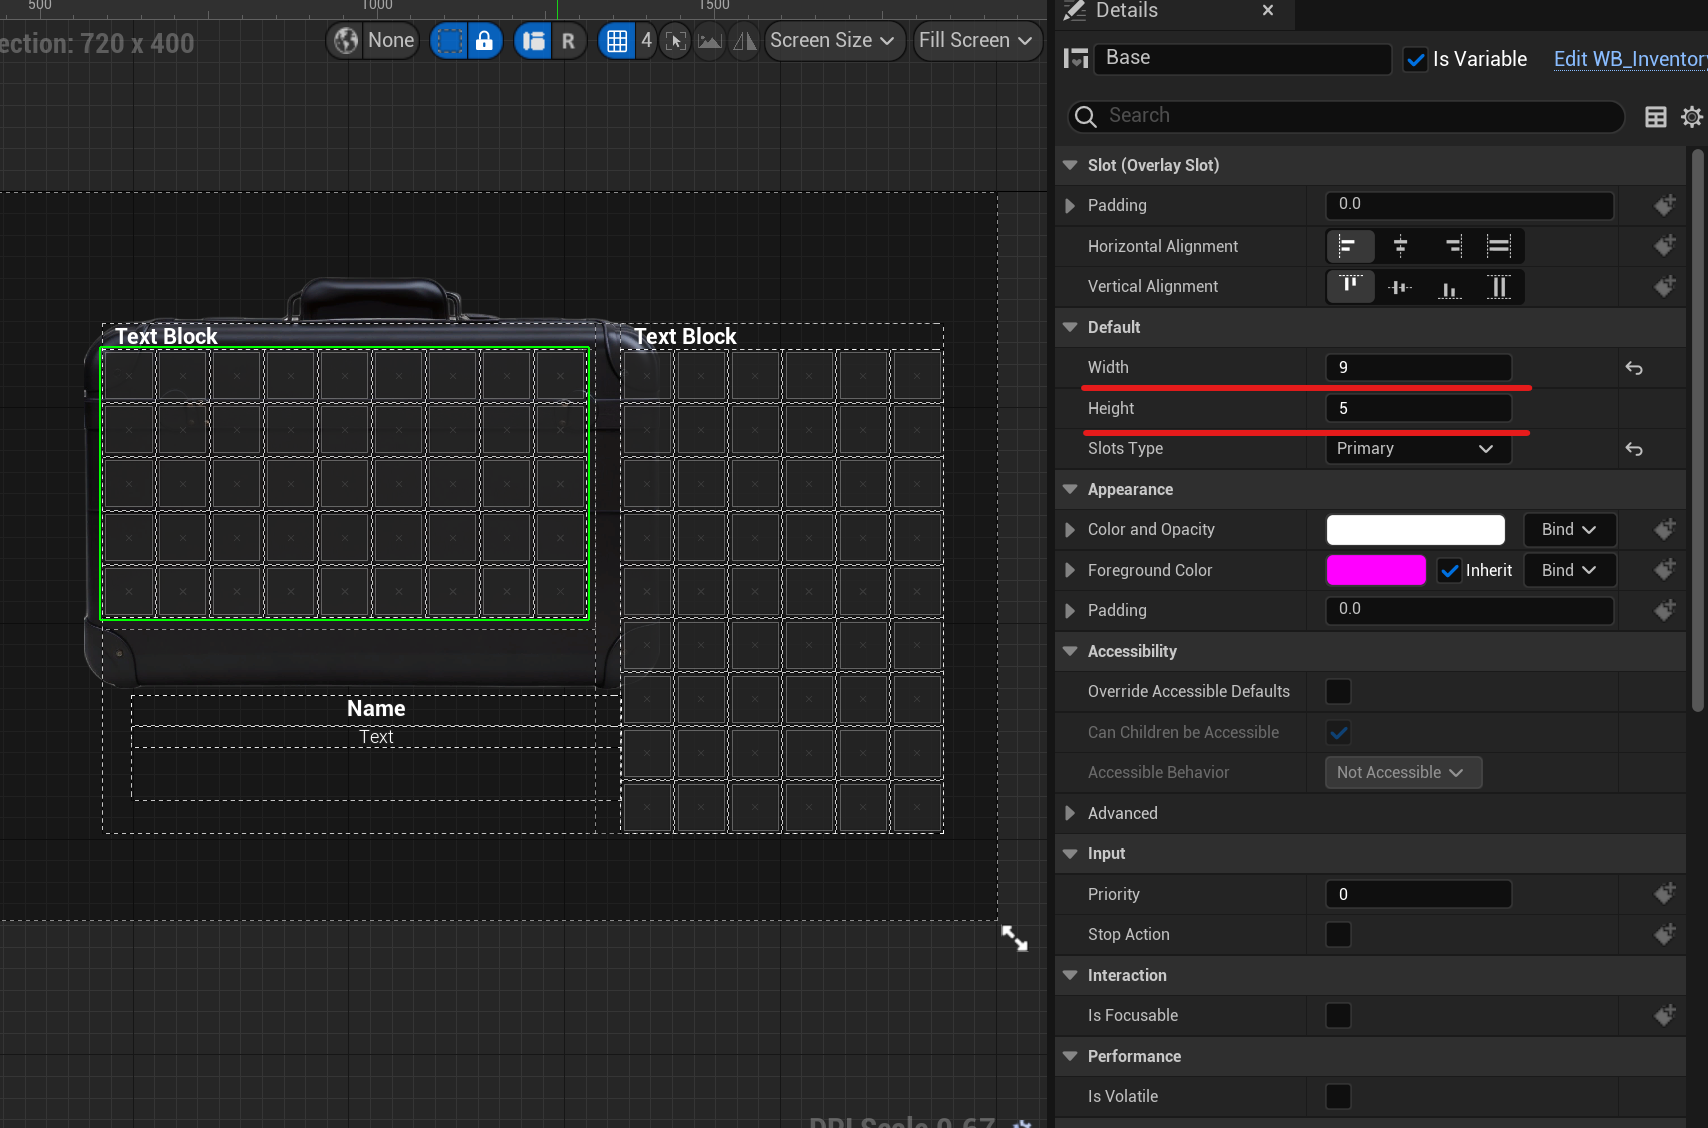 500
1000
1500
ection: 720 x 400
None
R
4
Screen Size
Fill Screen
Text Block
Text Block
Name
Text
DPI Scale 0.67
Details
Base
Is Variable
Edit WB_Inventory
Search
Slot (Overlay Slot)
Padding
0.0
Horizontal Alignment
Vertical Alignment
Default
Width
9
Height
5
Slots Type
Primary
Appearance
Color and Opacity
Bind
Foreground Color
Inherit
Bind
Padding
0.0
Accessibility
Override Accessible Defaults
Can Children be Accessible
Accessible Behavior
Not Accessible
Advanced
Input
Priority
0
Stop Action
Interaction
Is Focusable
Performance
Is Volatile